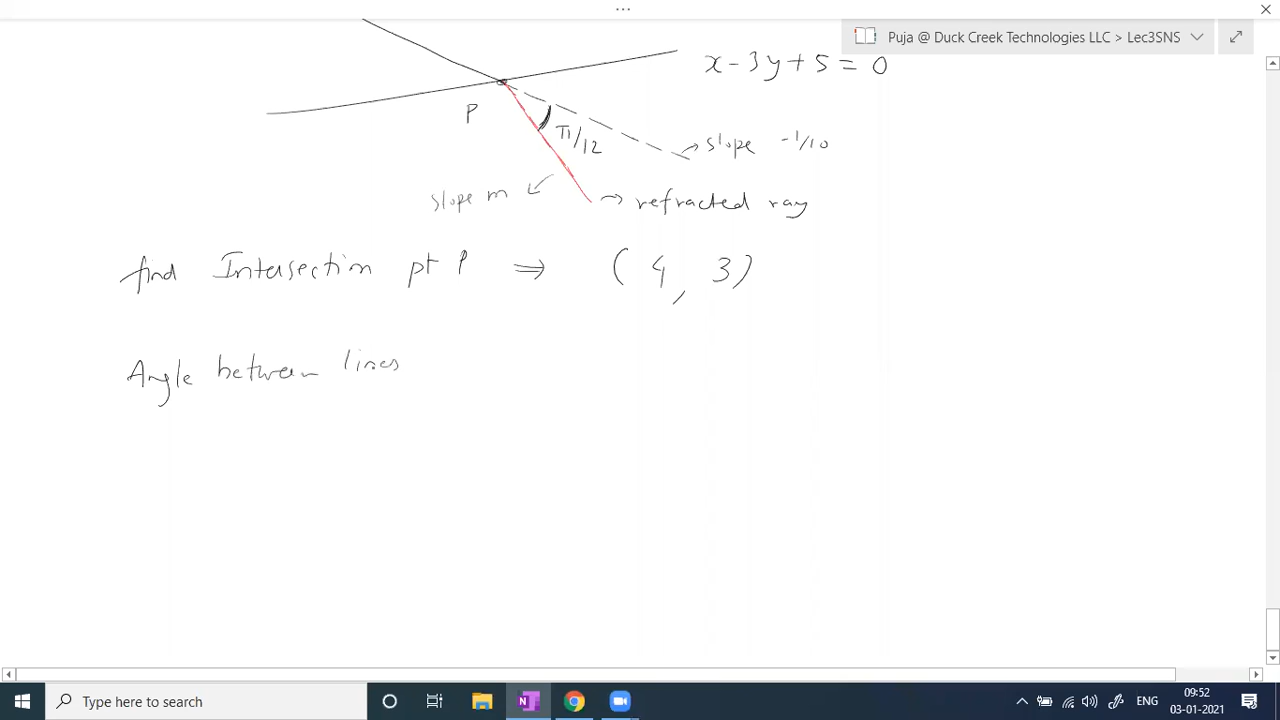 Puja @ Duck Creek Technologies LLC > Lec3SNS
x - 3y + 5 = 0
P
π/12
slope -1/10
slope m
refracted ray
find Intersection pt P ⇒ (4, 3)
Angle between lines
Type here to search
ENG
09:52
03-01-2021